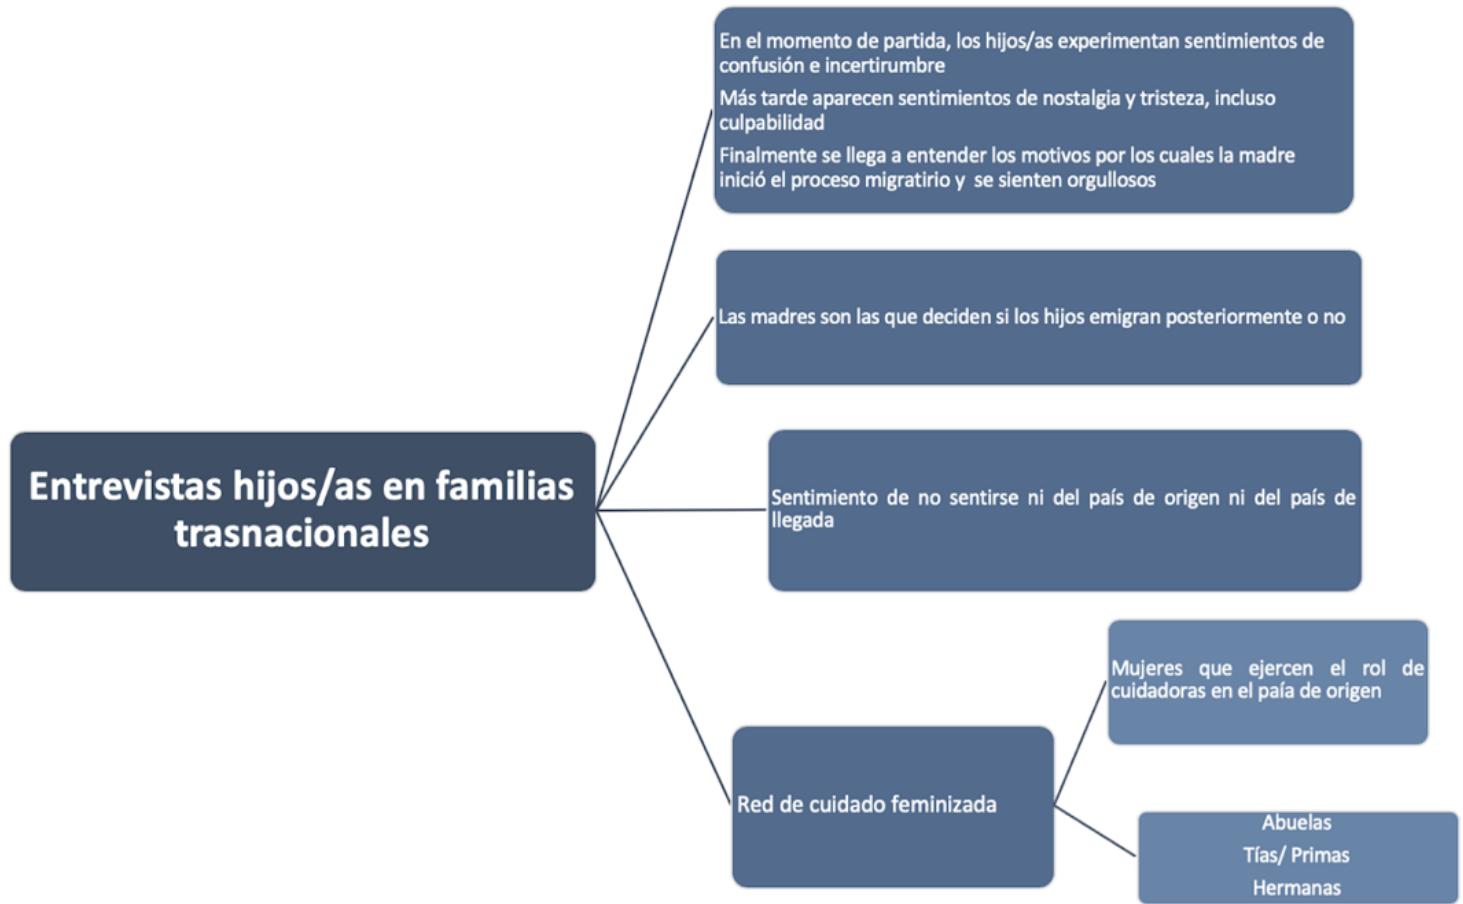 En el momento de partida, los hijos/as experimentan sentimientos de
confusión e incertirumbre
Más tarde aparecen sentimientos de nostalgia y tristeza, incluso
culpabilidad
Finalmente se llega a entender los motivos por los cuales la madre
inició el proceso migratirio y se sienten orgullosos
Las madres son las que deciden si los hijos emigran posteriormente o no
Entrevistas hijos/as en familias
trasnacionales
Sentimiento de no sentirse ni del país de origen ni del país de
llegada
Red de cuidado feminizada
Mujeres que ejercen el rol de
cuidadoras en el paía de origen
Abuelas
Tías/ Primas
Hermanas